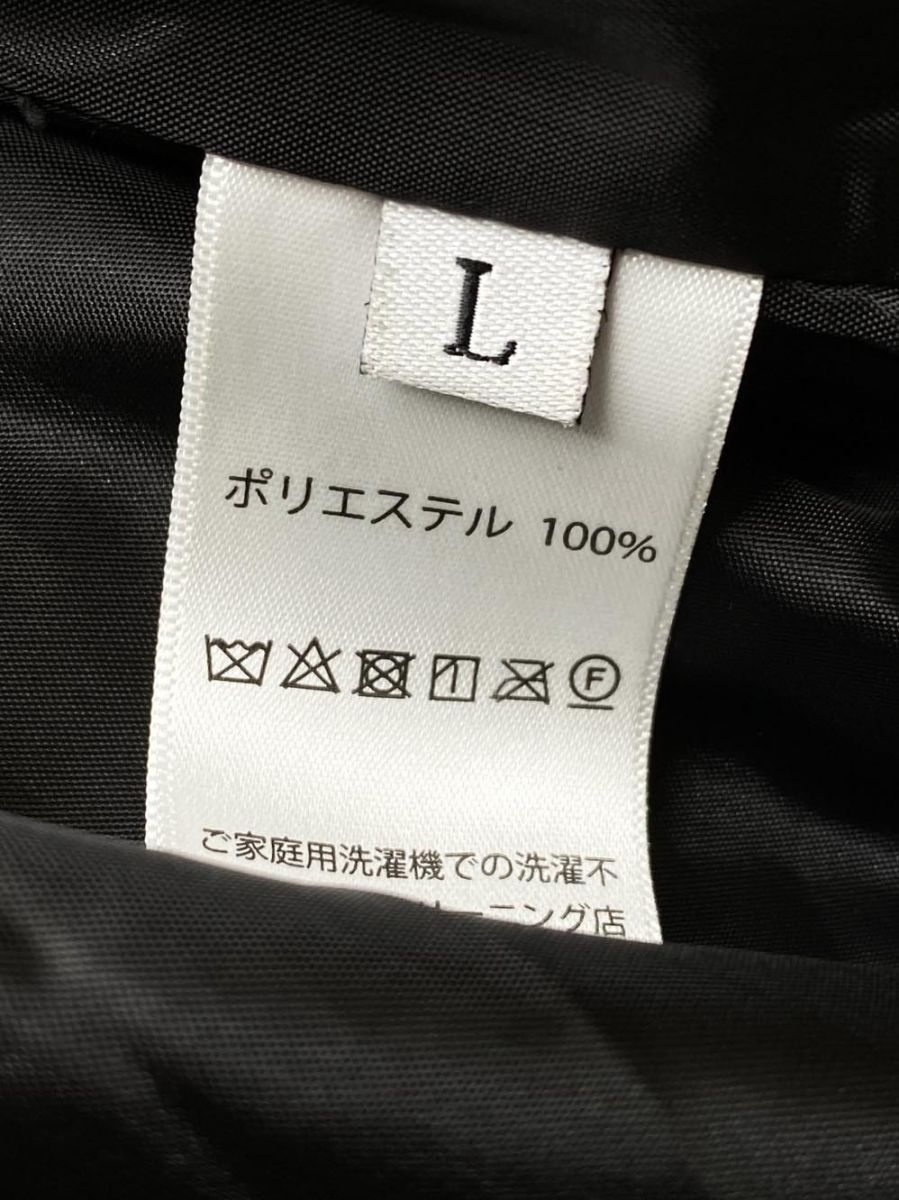 L
ポリエステル 100%
F
ご家庭用洗濯機での洗濯不
リーニング店